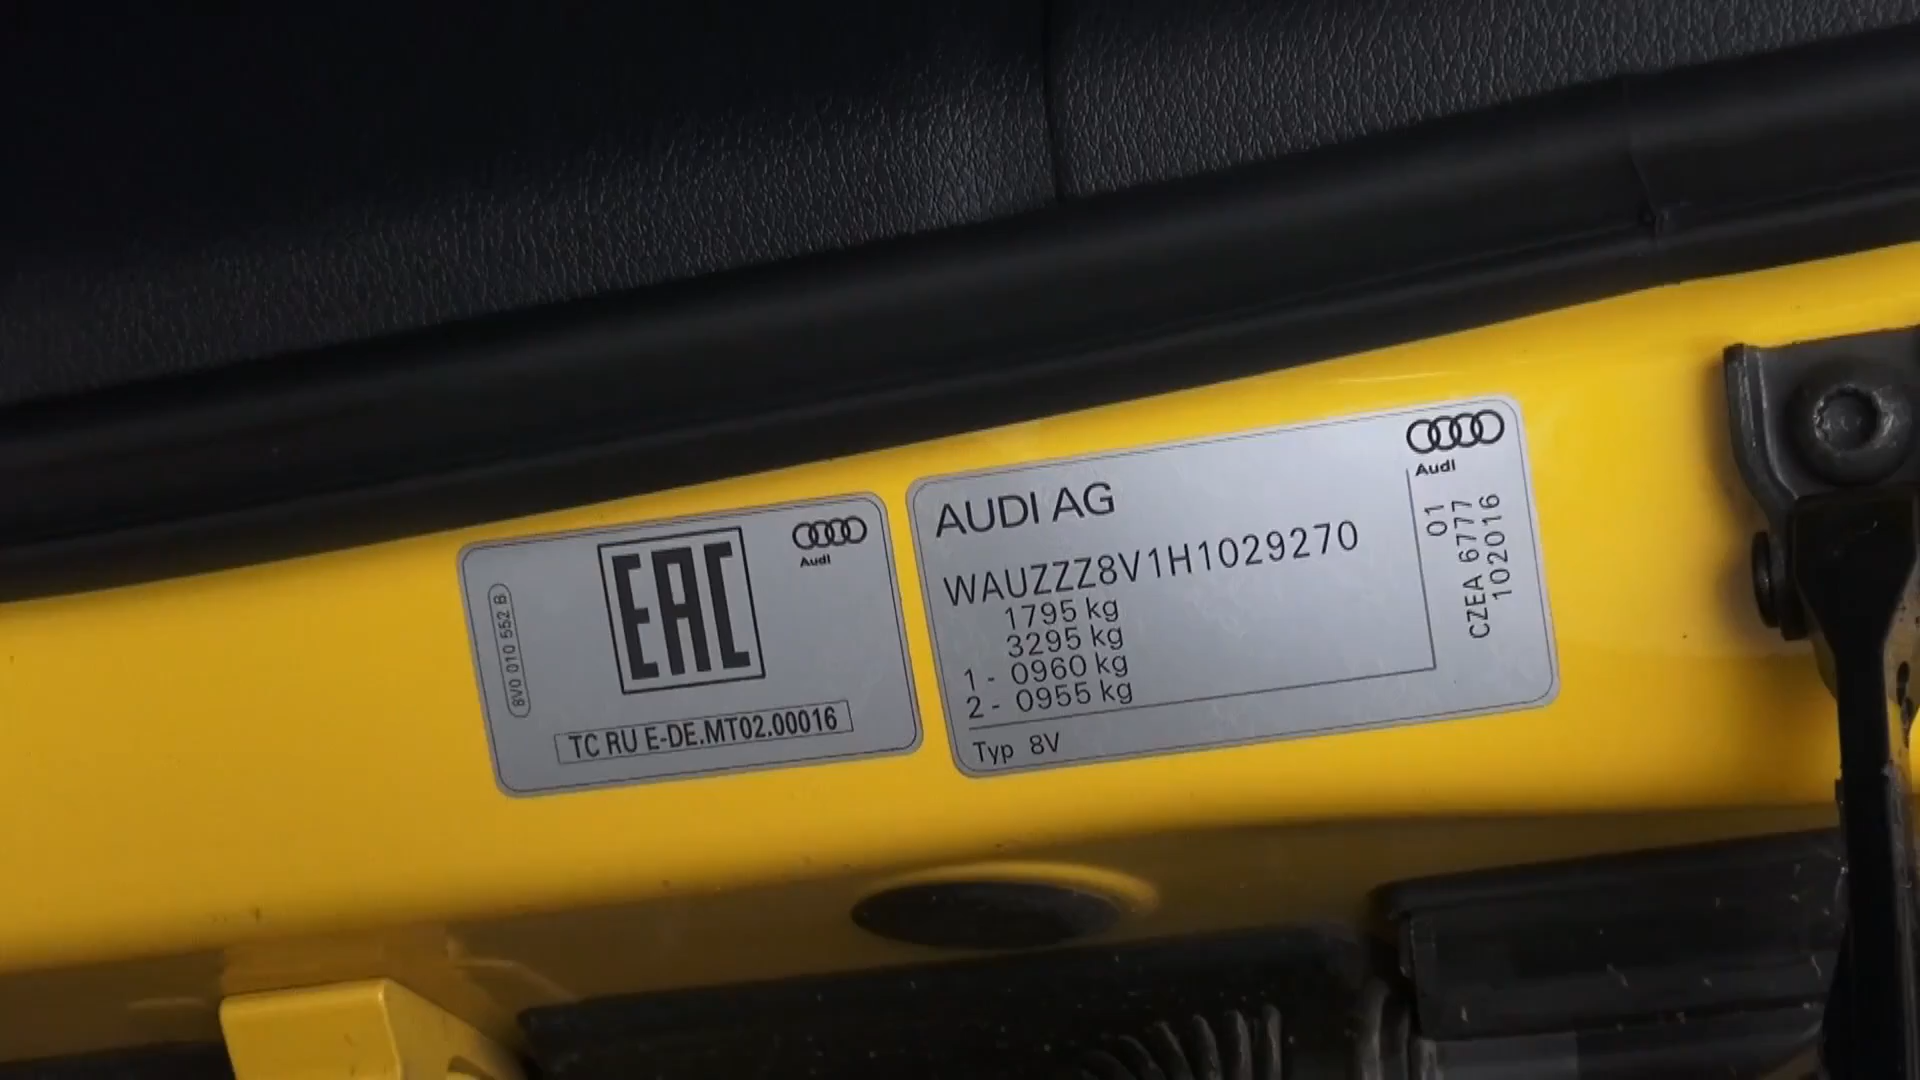 EAC
Audi
8V0 010 552 B
TC RU E-DE.MT02.00016
AUDI AG
Audi
WAUZZZ8V1H1029270
1795 kg
3295 kg
1 - 0960 kg
2 - 0955 kg
Typ 8V
01
CZEA 6777
102016